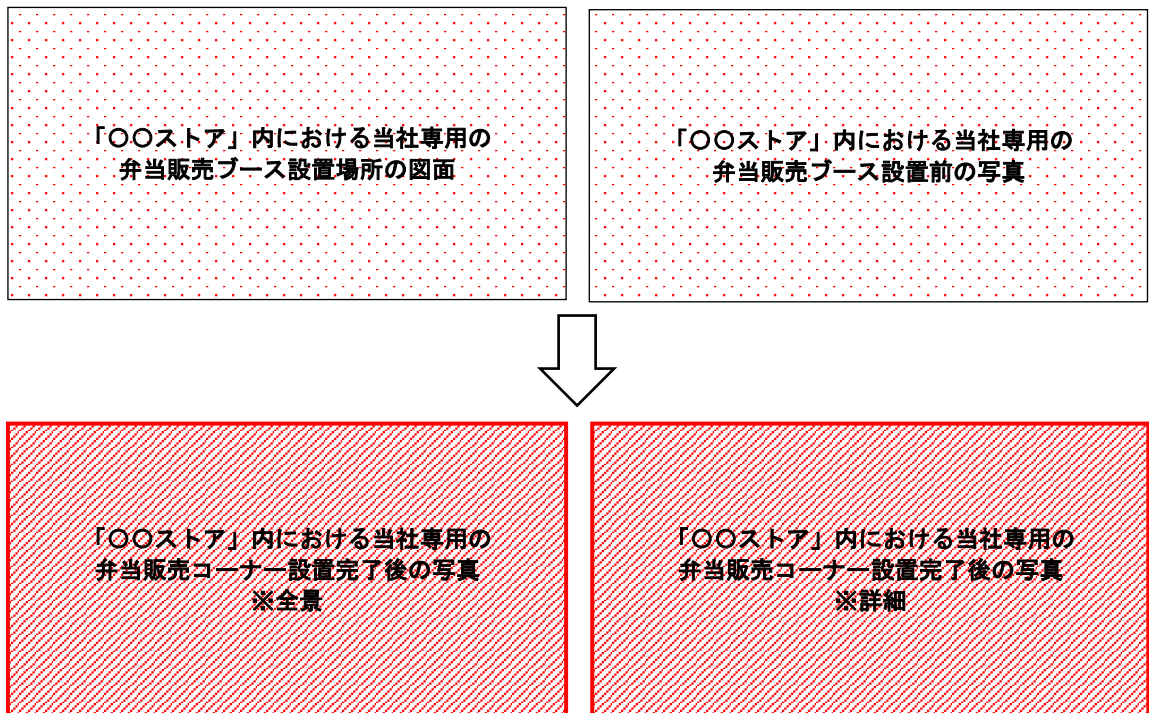 「〇〇ストア」内における当社専用の
弁当販売ブース設置場所の図面
「〇〇ストア」内における当社専用の
弁当販売ブース設置前の写真
「〇〇ストア」内における当社専用の
弁当販売コーナー設置完了後の写真
※全景
「〇〇ストア」内における当社専用の
弁当販売コーナー設置完了後の写真
※詳細